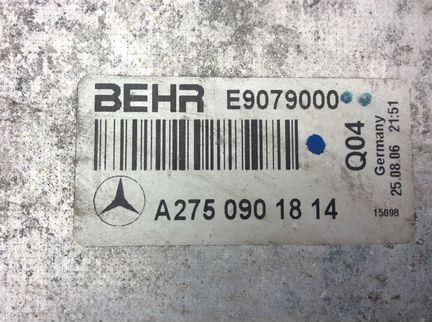 BEHR E9079000
Q04
Germany
25.08.06 21:51
A275 090 18 14
15098